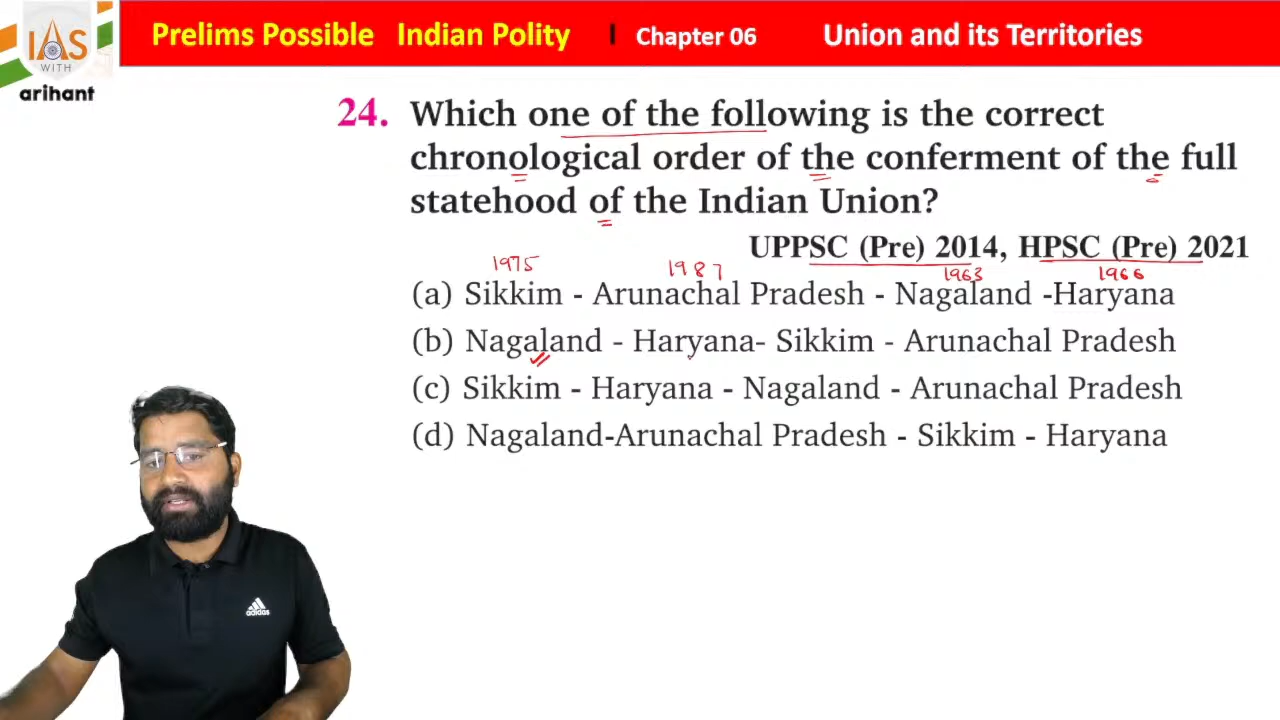 Prelims Possible Indian Polity | Chapter 06 Union and its Territories
IAS
WITH
arihant
24. Which one of the following is the correct
chronological order of the conferment of the full
statehood of the Indian Union?
UPPSC (Pre) 2014, HPSC (Pre) 2021
1975 1987 1963 1966
(a) Sikkim - Arunachal Pradesh - Nagaland -Haryana
(b) Nagaland - Haryana- Sikkim - Arunachal Pradesh
(c) Sikkim - Haryana - Nagaland - Arunachal Pradesh
(d) Nagaland-Arunachal Pradesh - Sikkim - Haryana
adidas